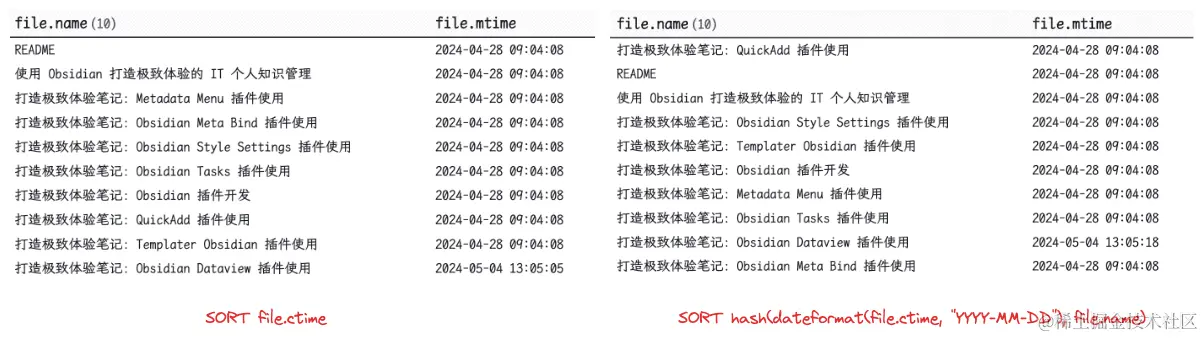 file.name(10) file.mtime
README 2024-04-28 09:04:08
使用 Obsidian 打造极致体验的 IT 个人知识管理 2024-04-28 09:04:08
打造极致体验笔记: Metadata Menu 插件使用 2024-04-28 09:04:08
打造极致体验笔记: Obsidian Meta Bind 插件使用 2024-04-28 09:04:08
打造极致体验笔记: Obsidian Style Settings 插件使用 2024-04-28 09:04:08
打造极致体验笔记: Obsidian Tasks 插件使用 2024-04-28 09:04:08
打造极致体验笔记: Obsidian 插件开发 2024-04-28 09:04:08
打造极致体验笔记: QuickAdd 插件使用 2024-04-28 09:04:08
打造极致体验笔记: Templater Obsidian 插件使用 2024-04-28 09:04:08
打造极致体验笔记: Obsidian Dataview 插件使用 2024-05-04 13:05:05
SORT file.ctime
file.name(10) file.mtime
打造极致体验笔记: QuickAdd 插件使用 2024-04-28 09:04:08
README 2024-04-28 09:04:08
使用 Obsidian 打造极致体验的 IT 个人知识管理 2024-04-28 09:04:08
打造极致体验笔记: Obsidian Style Settings 插件使用 2024-04-28 09:04:08
打造极致体验笔记: Templater Obsidian 插件使用 2024-04-28 09:04:08
打造极致体验笔记: Obsidian 插件开发 2024-04-28 09:04:08
打造极致体验笔记: Metadata Menu 插件使用 2024-04-28 09:04:08
打造极致体验笔记: Obsidian Tasks 插件使用 2024-04-28 09:04:08
打造极致体验笔记: Obsidian Dataview 插件使用 2024-05-04 13:05:18
打造极致体验笔记: Obsidian Meta Bind 插件使用 2024-04-28 09:04:08
SORT hash(dateformat(file.ctime, "YYYY-MM-DD"), file.name)
@稀土掘金技术社区